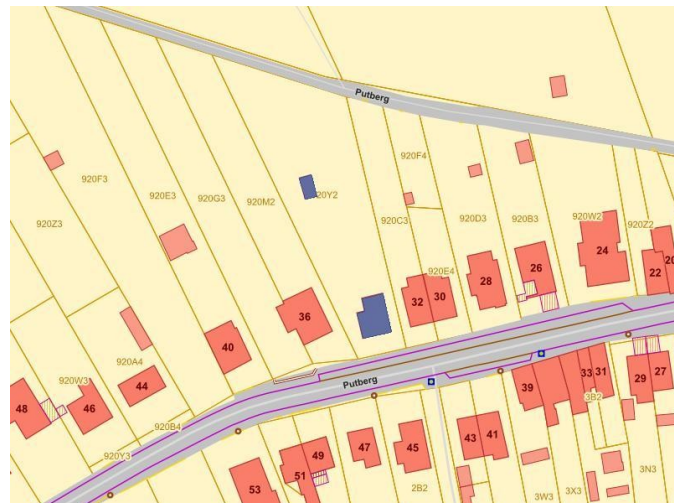 Putberg
920F4
920F3
920E3
920G3
920M2
20Y2
920Z3
920C3
920D3
920B3
920W2
920Z2
24
20
22
26
28
920E4
32
30
36
40
Putberg
920A4
44
920W3
48
46
920B4
920Y3
39
33
31
29
27
3B2
43
41
47
45
49
51
53
2B2
3W3
3X3
3N3